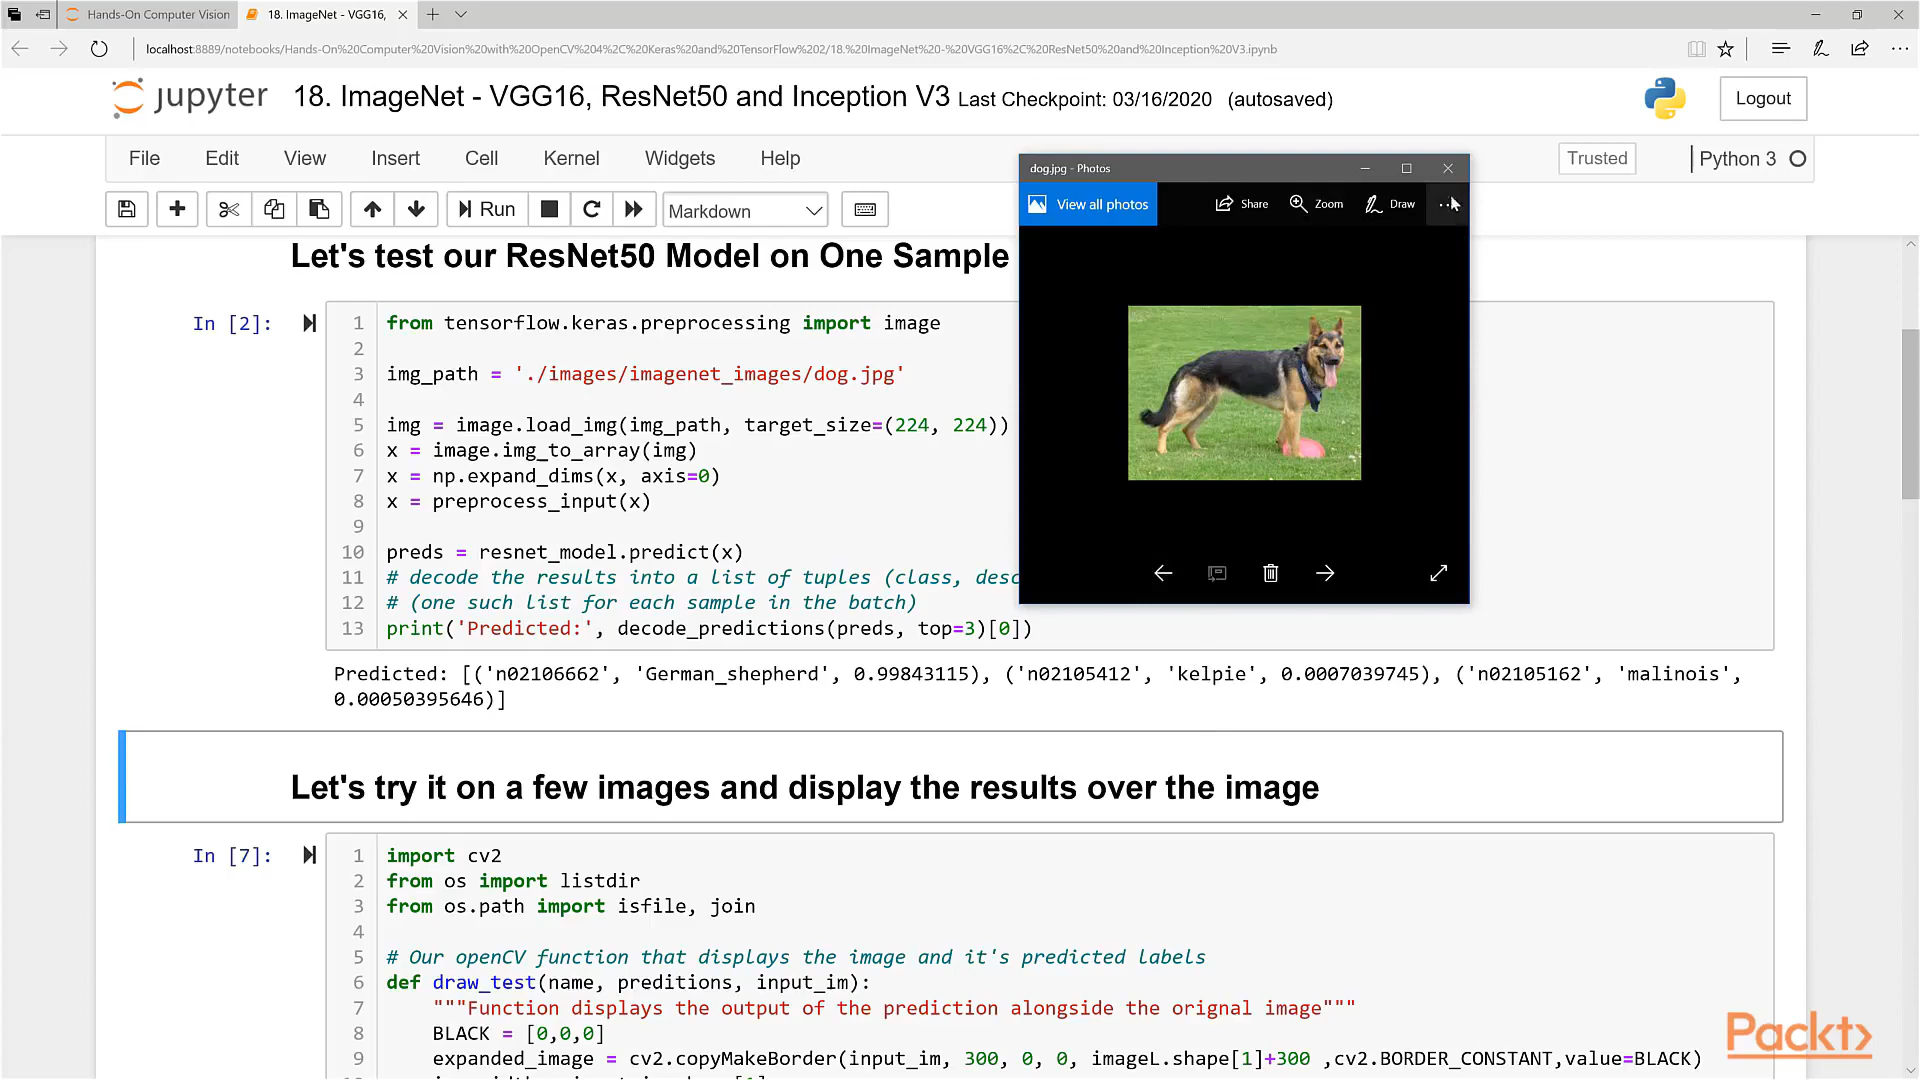 Hands-On Computer Vision
18. ImageNet - VGG16,
localhost:8889/notebooks/Hands-On%20Computer%20Vision%20with%20OpenCV%204%2C%20Keras%20and%20TensorFlow%202/18.%20ImageNet%20-%20VGG16%2C%20ResNet50%20and%20Inception%20V3.ipynb
jupyter 18. ImageNet - VGG16, ResNet50 and Inception V3 Last Checkpoint: 03/16/2020 (autosaved)
Logout
File Edit View Insert Cell Kernel Widgets Help
Trusted
Python 3
Run
Markdown
dog.jpg - Photos
View all photos
Share Zoom Draw
Let's test our ResNet50 Model on One Sample
In [2]:
1 from tensorflow.keras.preprocessing import image
2
3 img_path = './images/imagenet_images/dog.jpg'
4
5 img = image.load_img(img_path, target_size=(224, 224))
6 x = image.img_to_array(img)
7 x = np.expand_dims(x, axis=0)
8 x = preprocess_input(x)
9
10 preds = resnet_model.predict(x)
11 # decode the results into a list of tuples (class, desc
12 # (one such list for each sample in the batch)
13 print('Predicted:', decode_predictions(preds, top=3)[0])
Predicted: [('n02106662', 'German_shepherd', 0.99843115), ('n02105412', 'kelpie', 0.0007039745), ('n02105162', 'malinois',
0.00050395646)]
Let's try it on a few images and display the results over the image
In [7]:
1 import cv2
2 from os import listdir
3 from os.path import isfile, join
4
5 # Our openCV function that displays the image and it's predicted labels
6 def draw_test(name, preditions, input_im):
7 """Function displays the output of the prediction alongside the orignal image"""
8 BLACK = [0,0,0]
9 expanded_image = cv2.copyMakeBorder(input_im, 300, 0, 0, imageL.shape[1]+300 ,cv2.BORDER_CONSTANT,value=BLACK)
Packt>